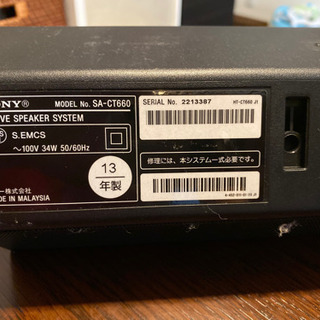 ONY®
MODEL No. SA-CT660
VE SPEAKER SYSTEM
S.EMCS
～100V 34W 50/60Hz
13
年製
ー株式会社
DE IN MALAYSIA
SERIAL No. 2213387
HT-CT660 J1
修理には、本システム一式必要です。